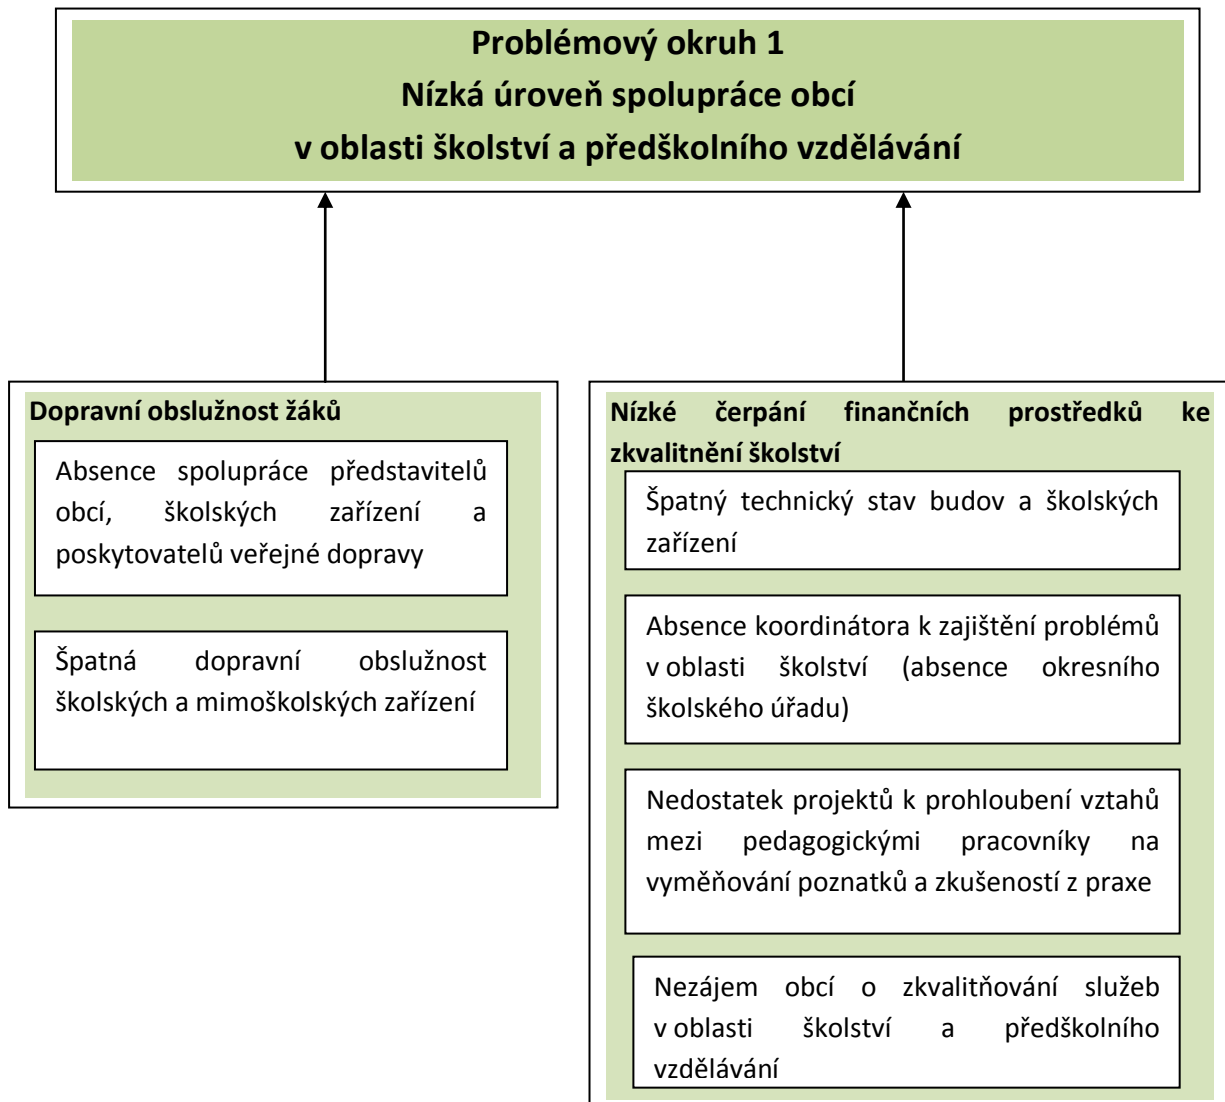 Problémový okruh 1
Nízká úroveň spolupráce obcí
v oblasti školství a předškolního vzdělávání
Dopravní obslužnost žáků
Absence spolupráce představitelů
obcí, školských zařízení a
poskytovatelů veřejné dopravy
Špatná dopravní obslužnost
školských a mimoškolských zařízení
Nízké čerpání finančních prostředků ke
zkvalitnění školství
Špatný technický stav budov a školských
zařízení
Absence koordinátora k zajištění problémů
v oblasti školství (absence okresního
školského úřadu)
Nedostatek projektů k prohloubení vztahů
mezi pedagogickými pracovníky na
vyměňování poznatků a zkušeností z praxe
Nezájem obcí o zkvalitňování služeb
v oblasti školství a předškolního
vzdělávání